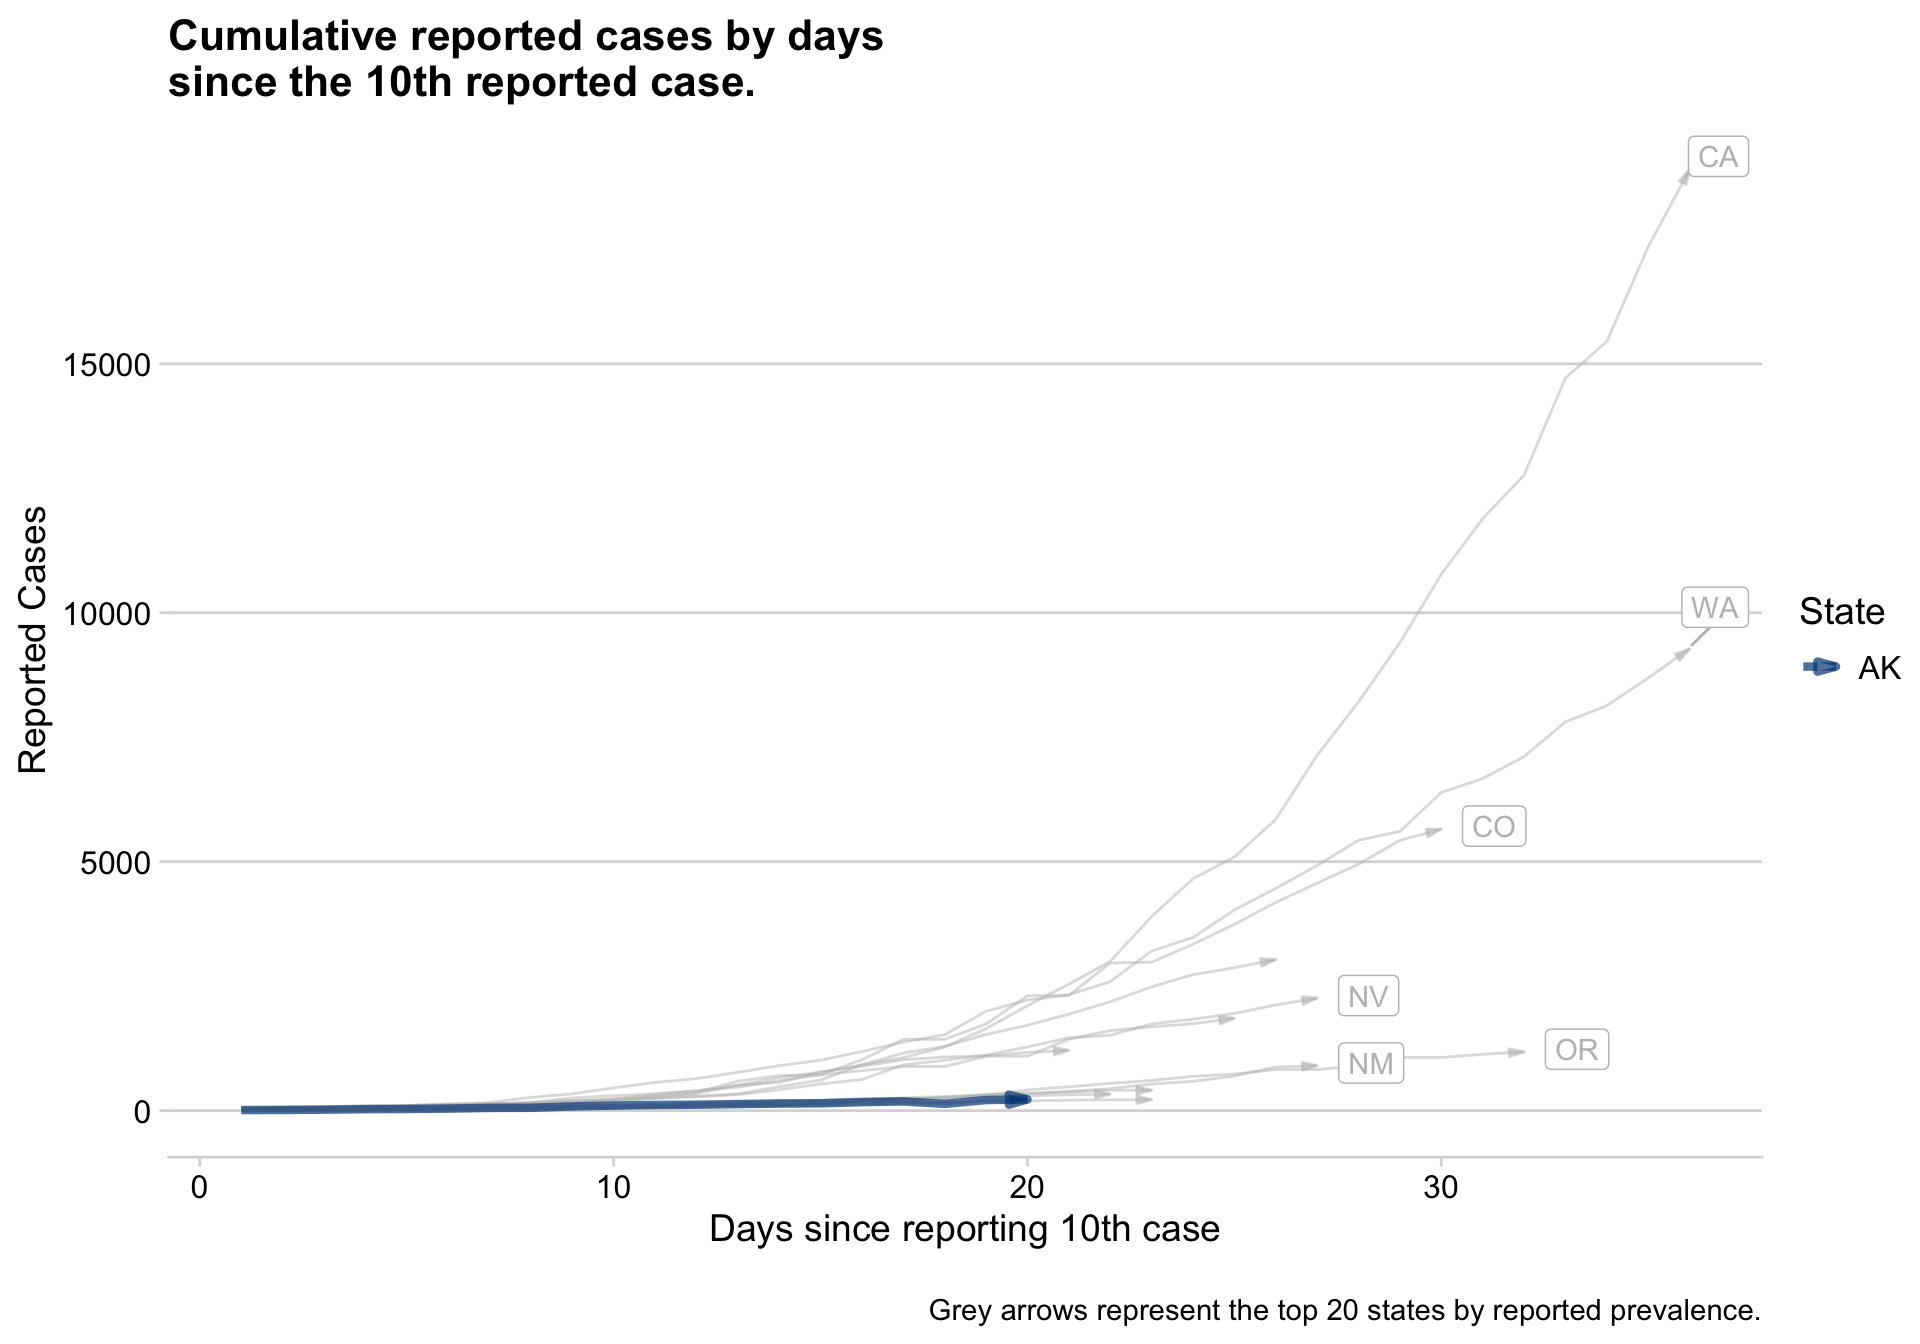 Cumulative reported cases by days
since the 10th reported case.
CA
15000
10000
WA
State
AK
Reported Cases
CO
5000
NV
OR
NM
0
0 10 20 30
Days since reporting 10th case
Grey arrows represent the top 20 states by reported prevalence.